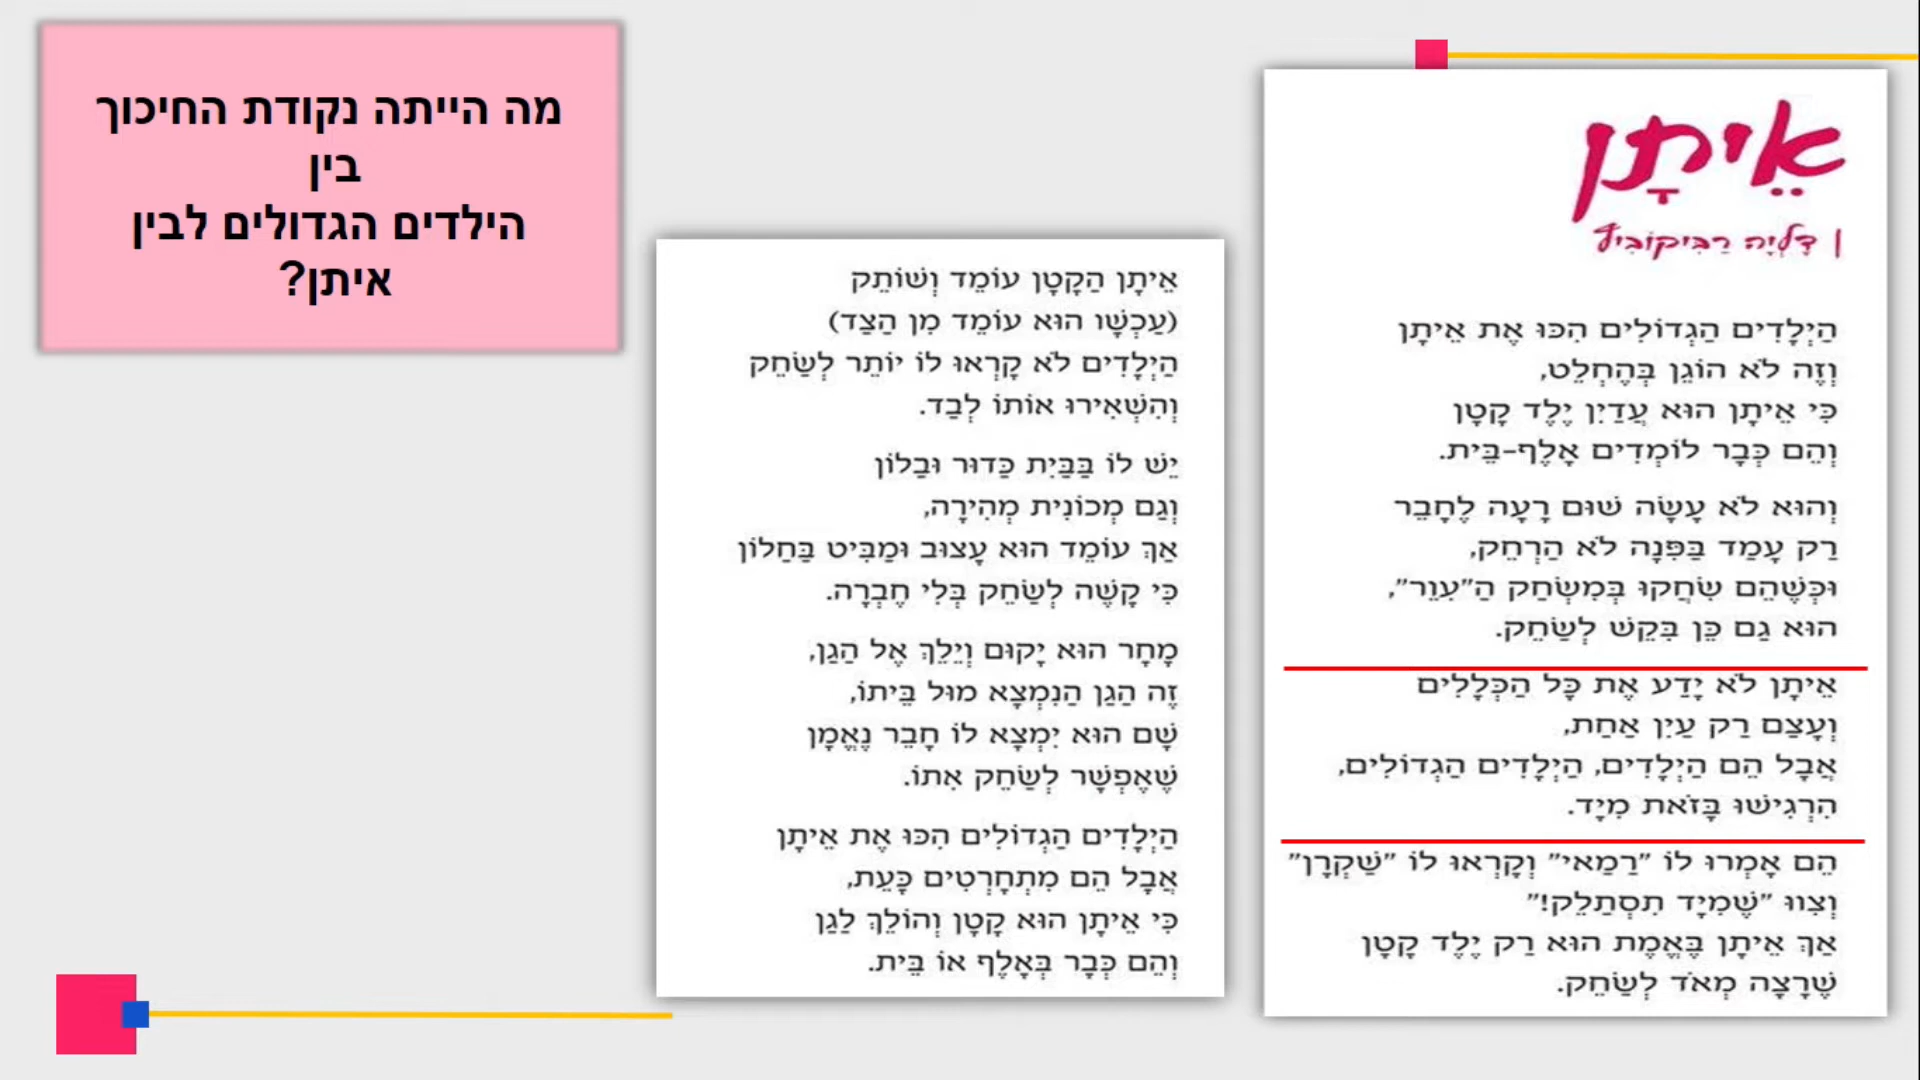 מה הייתה נקודת החיכוך
בין
הילדים הגדולים לבין
איתן?
אֵיתָן
| דָּלְיָה רַבִּיקוֹבִיץ
הַיְלָדִים הַגְּדוֹלִים הִכּוּ אֶת אֵיתָן
וְזֶה לֹא הוֹגֵן בְּהֶחְלֵט,
כִּי אֵיתָן הוּא עֲדַיִן יֶלֶד קָטָן
וְהֵם כְּבָר לוֹמְדִים אָלֶף-בֵּית.
וְהוּא לֹא עָשָׂה שׁוּם רָעָה לְחָבֵר
רַק עָמַד בַּפִּנָּה לֹא הַרְחֵק,
וּכְשֶׁהֵם שִׂחֲקוּ בְּמִשְׂחַק הַ"עִוֵּר",
הוּא גַּם כֵּן בִּקֵּשׁ לְשַׂחֵק.
אֵיתָן לֹא יָדַע אֶת כָּל הַכְּלָלִים
וְעָצַם רַק עַיִן אַחַת,
אֲבָל הֵם הַיְלָדִים, הַיְלָדִים הַגְּדוֹלִים,
הִרְגִּישׁוּ בָּזֹאת מִיָּד.
הֵם אָמְרוּ לוֹ "רַמַּאי" וְקָרְאוּ לוֹ "שַׁקְרָן"
וְצִוּוּ "שֶׁמִּיָּד תִסְתַּלֵּק!"
אַךְ אֵיתָן בֶּאֱמֶת הוּא רַק יֶלֶד קָטָן
שֶׁרָצָה מְאֹד לְשַׂחֵק.
אֵיתָן הַקָּטָן עוֹמֵד וְשׁוֹתֵק
(עַכְשָׁו הוּא עוֹמֵד מִן הַצַּד)
הַיְלָדִים לֹא קָרְאוּ לוֹ יוֹתֵר לְשַׂחֵק
וְהִשְׁאִירוּ אוֹתוֹ לְבַד.
יֵשׁ לוֹ בַּבַּיִת כַּדּוּר וּבַלּוֹן
וְגַם מְכוֹנִית מְהִירָה,
אַךְ עוֹמֵד הוּא עָצוּב וּמַבִּיט בַּחַלּוֹן
כִּי קָשֶׁה לְשַׂחֵק בְּלִי חֶבְרָה.
מָחָר הוּא יָקוּם וְיֵלֵךְ אֶל הַגַּן,
זֶה הַגַּן הַנִּמְצָא מוּל בֵּיתוֹ,
שָׁם הוּא יִמְצָא לוֹ חָבֵר נֶאֱמָן
שֶׁאֶפְשָׁר לְשַׂחֵק אִתּוֹ.
הַיְלָדִים הַגְּדוֹלִים הִכּוּ אֶת אֵיתָן
אֲבָל הֵם מִתְחָרְטִים כָּעֵת,
כִּי אֵיתָן הוּא קָטָן וְהוֹלֵךְ לַגַּן
וְהֵם כְּבָר בְּאָלֶף אוֹ בֵּית.